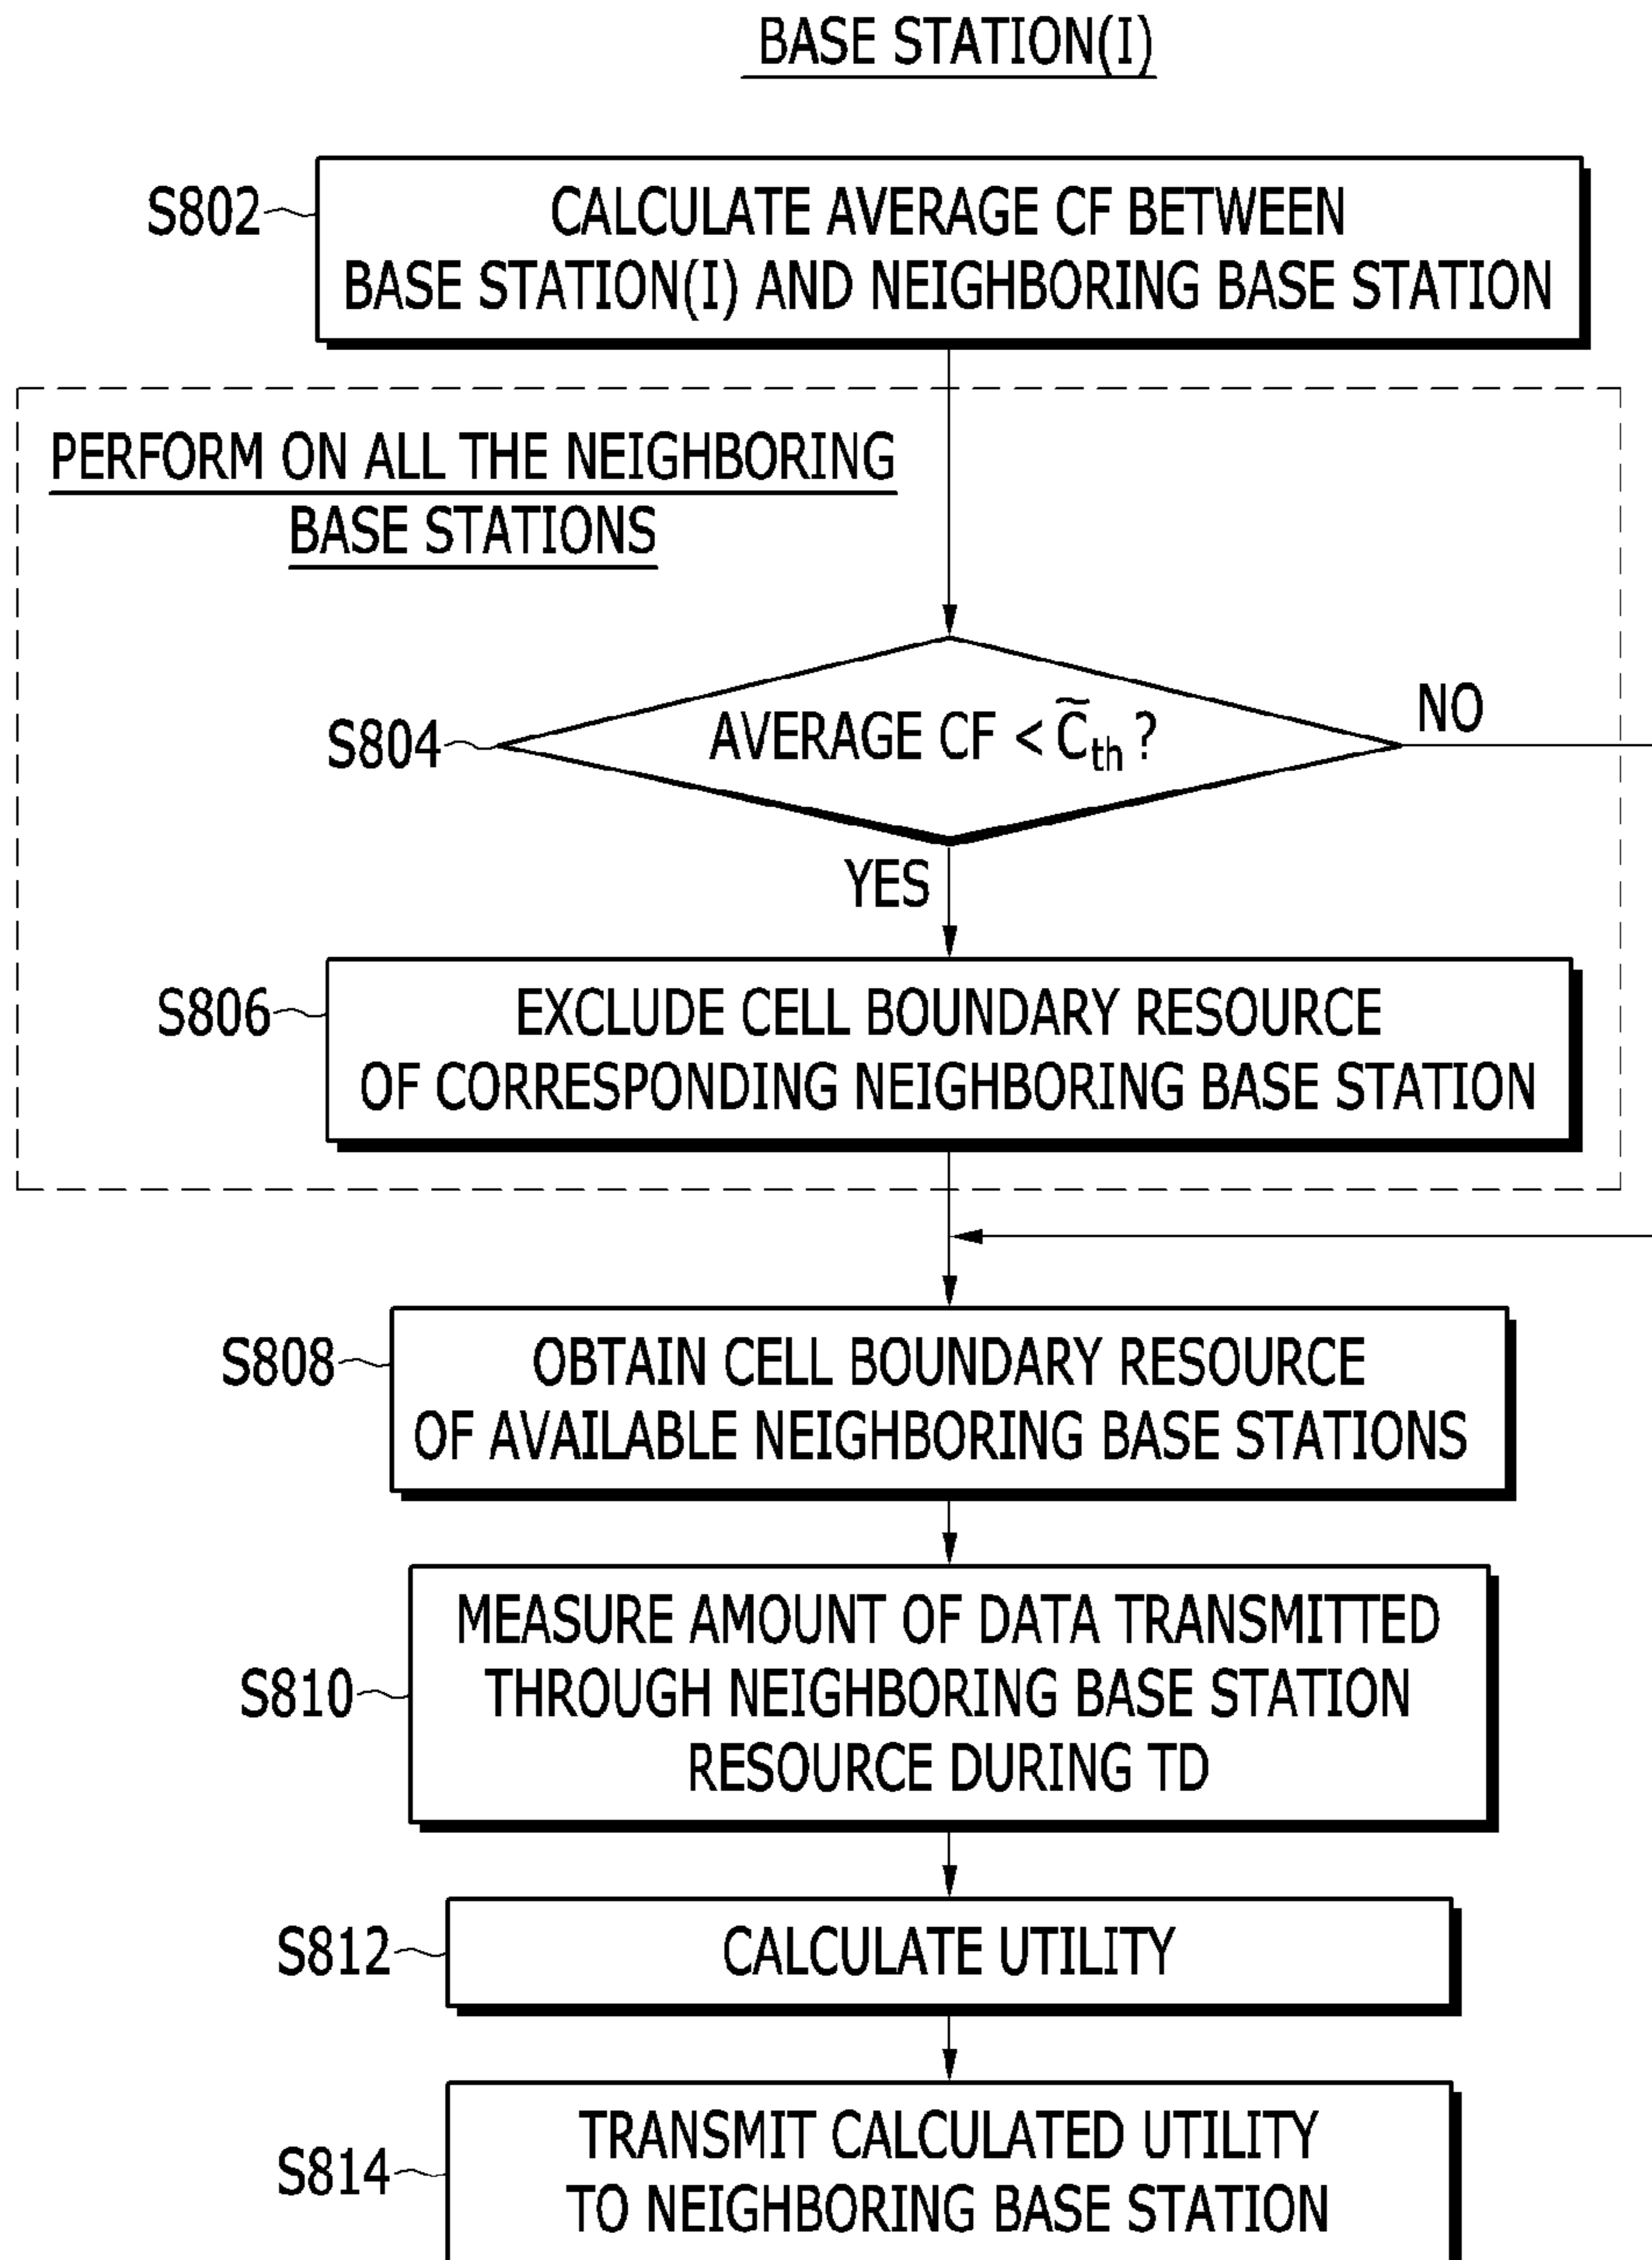 BASE STATION(I)
S802
CALCULATE AVERAGE CF BETWEEN
BASE STATION(I) AND NEIGHBORING BASE STATION
PERFORM ON ALL THE NEIGHBORING
BASE STATIONS
S804
AVERAGE CF < C̃th ?
NO
YES
S806
EXCLUDE CELL BOUNDARY RESOURCE
OF CORRESPONDING NEIGHBORING BASE STATION
S808
OBTAIN CELL BOUNDARY RESOURCE
OF AVAILABLE NEIGHBORING BASE STATIONS
S810
MEASURE AMOUNT OF DATA TRANSMITTED
THROUGH NEIGHBORING BASE STATION
RESOURCE DURING TD
S812
CALCULATE UTILITY
S814
TRANSMIT CALCULATED UTILITY
TO NEIGHBORING BASE STATION